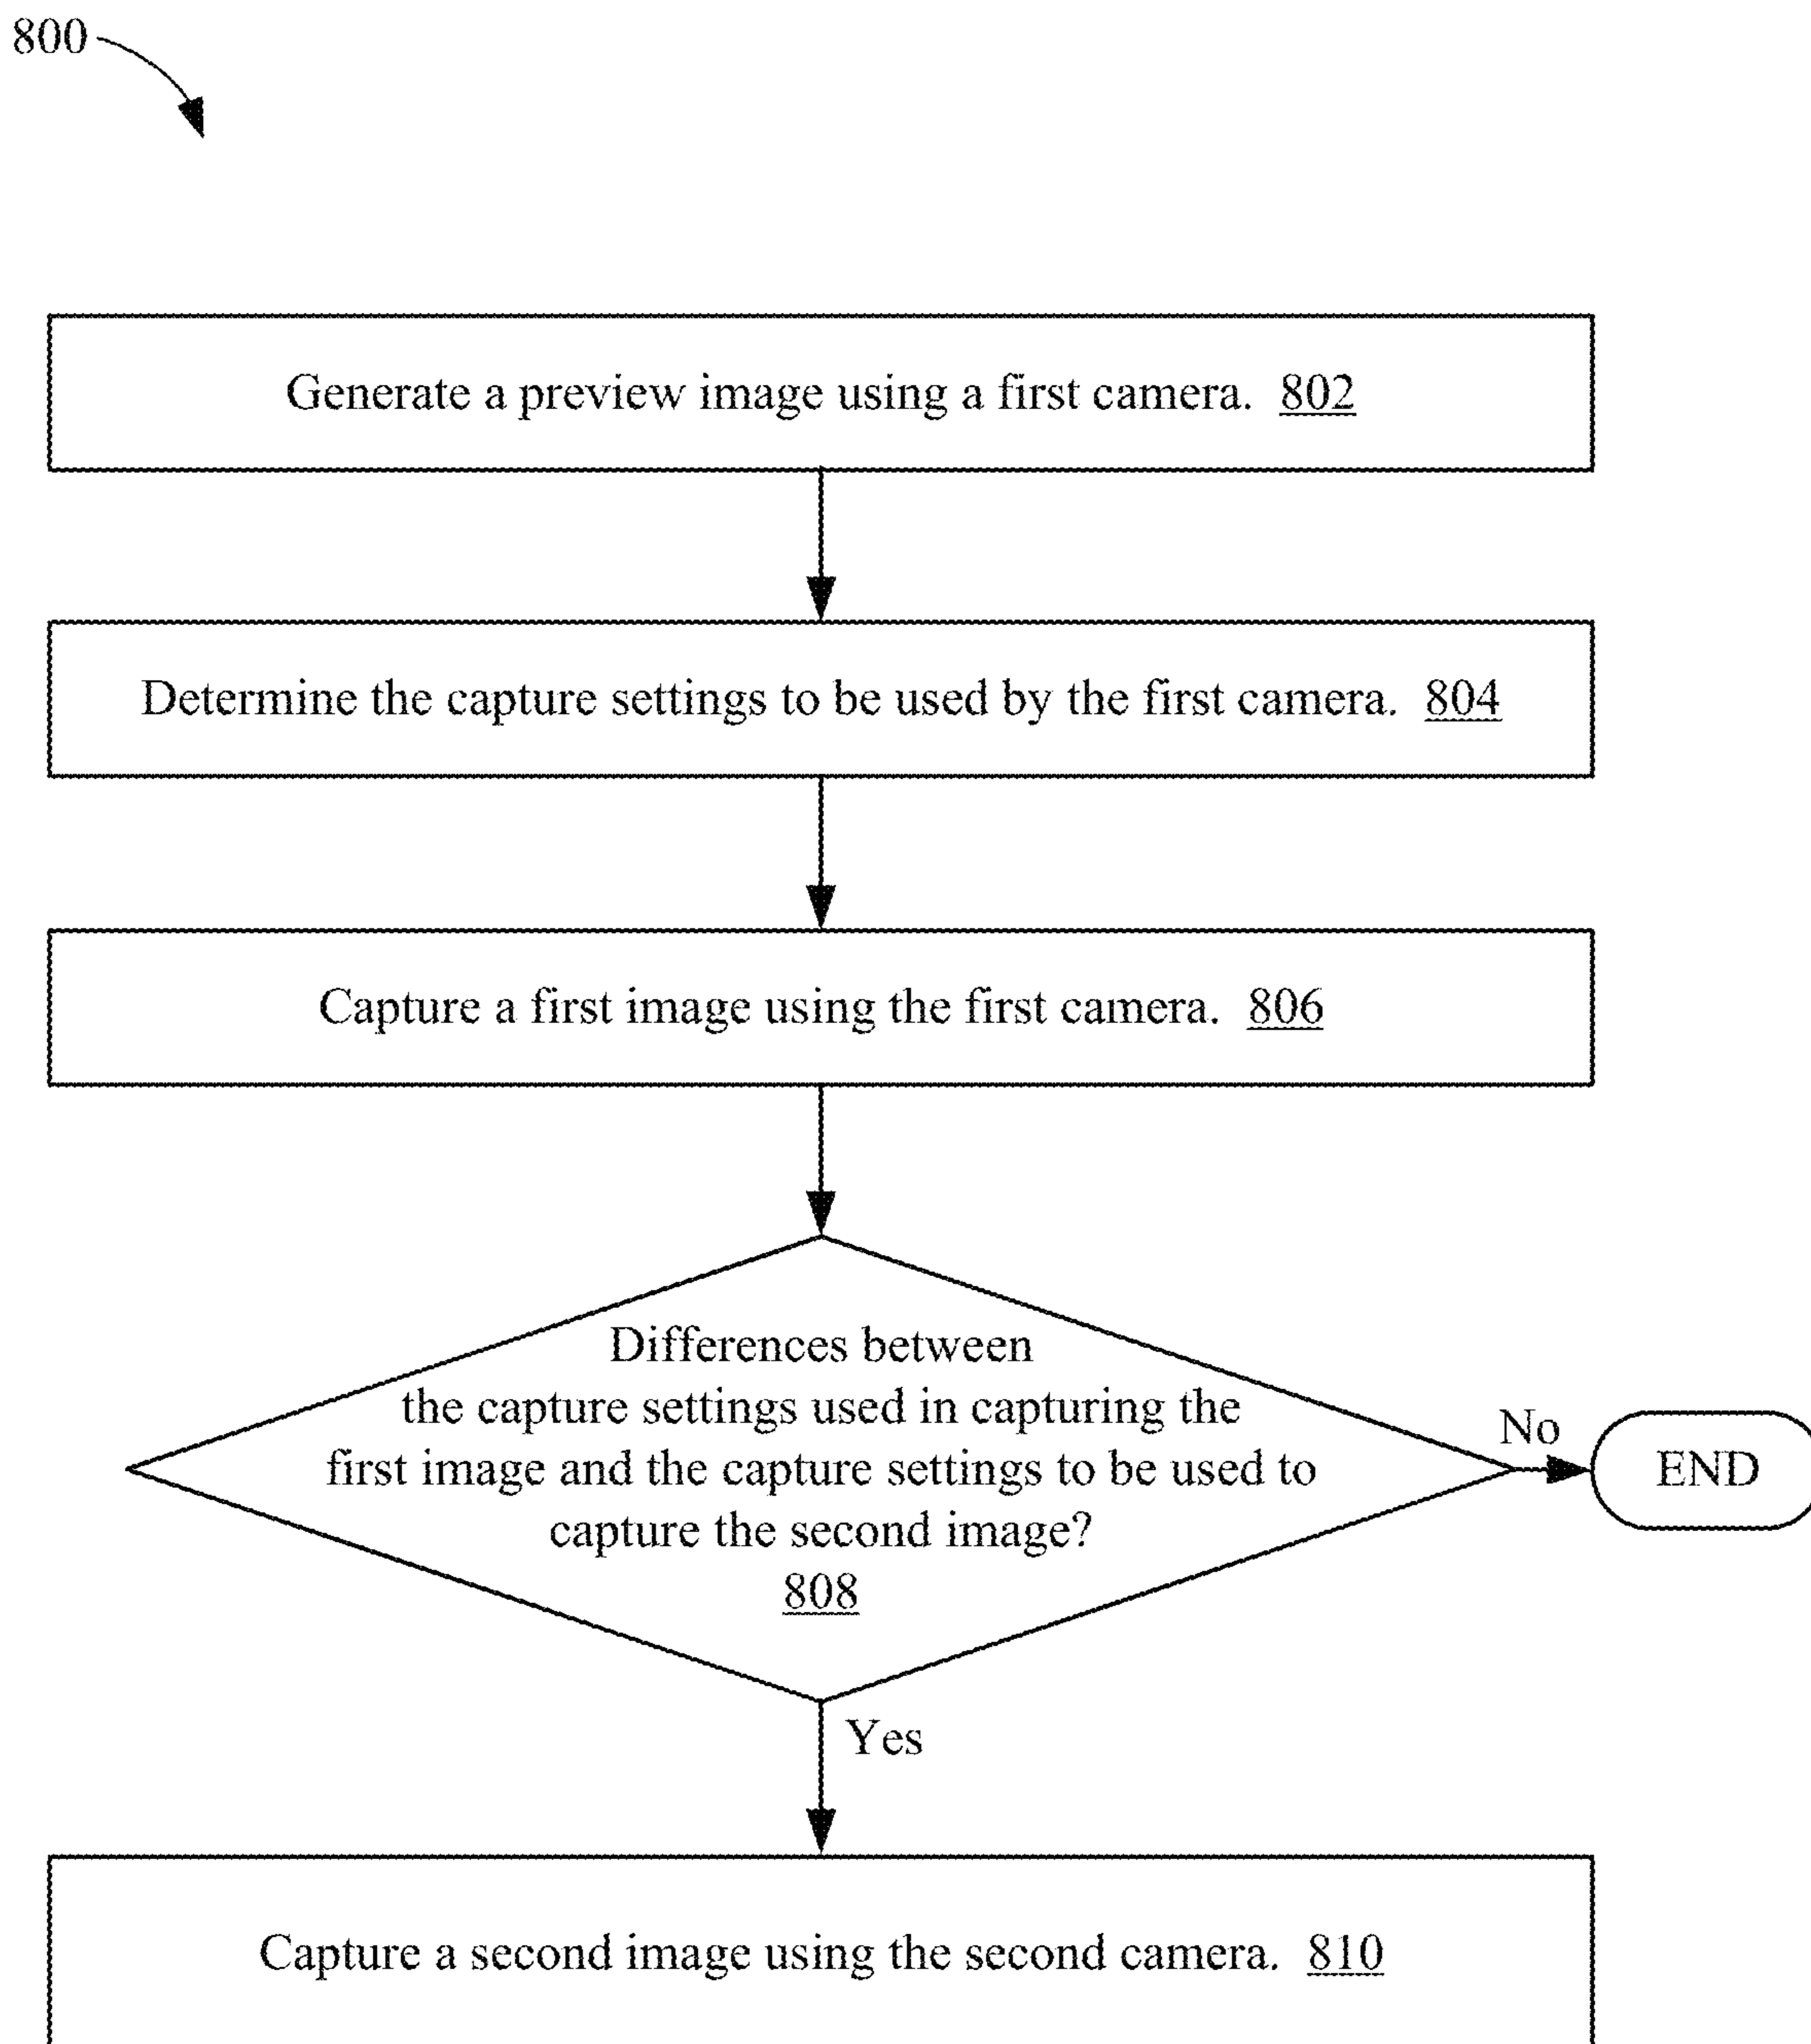 800
Generate a preview image using a first camera. 802
Determine the capture settings to be used by the first camera. 804
Capture a first image using the first camera. 806
Differences between
the capture settings used in capturing the
first image and the capture settings to be used to
capture the second image?
808
No
END
Yes
Capture a second image using the second camera. 810